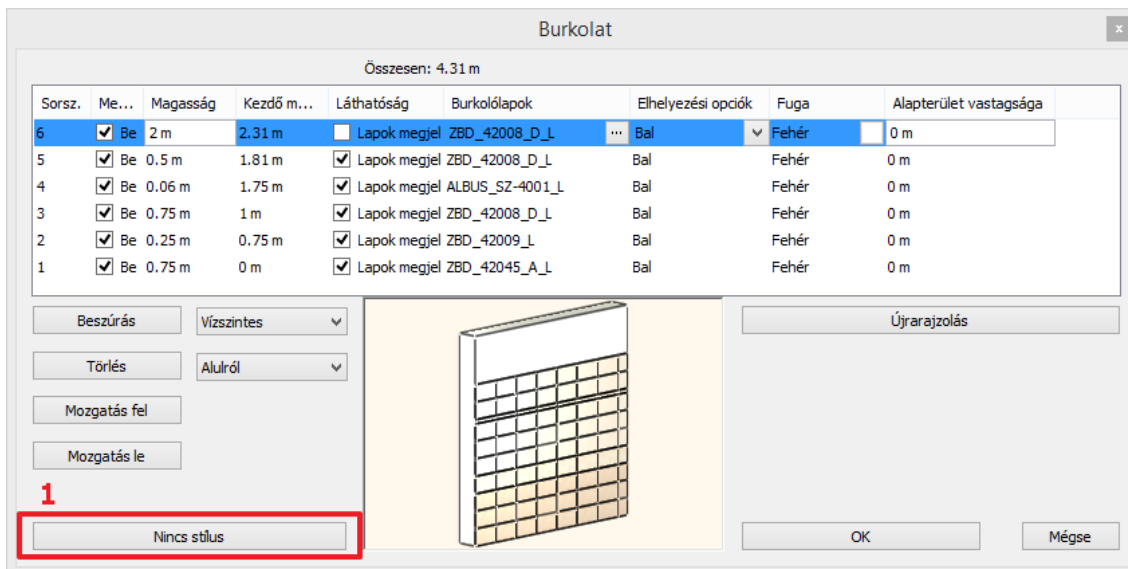 Burkolat
x
Összesen: 4.31 m
Sorsz. Me... Magasság Kezdő m... Láthatóság Burkolólapok Elhelyezési opciók Fuga Alapterület vastagsága
6 Be 2 m 2.31 m Lapok megjel ZBD_42008_D_L ... Bal Fehér 0 m
5 Be 0.5 m 1.81 m Lapok megjel ZBD_42008_D_L Bal Fehér 0 m
4 Be 0.06 m 1.75 m Lapok megjel ALBUS_SZ-4001_L Bal Fehér 0 m
3 Be 0.75 m 1 m Lapok megjel ZBD_42008_D_L Bal Fehér 0 m
2 Be 0.25 m 0.75 m Lapok megjel ZBD_42009_L Bal Fehér 0 m
1 Be 0.75 m 0 m Lapok megjel ZBD_42045_A_L Bal Fehér 0 m
Beszúrás Vízszintes Újrarajzolás
Törlés Alulról
Mozgatás fel
Mozgatás le
1
Nincs stílus OK Mégse